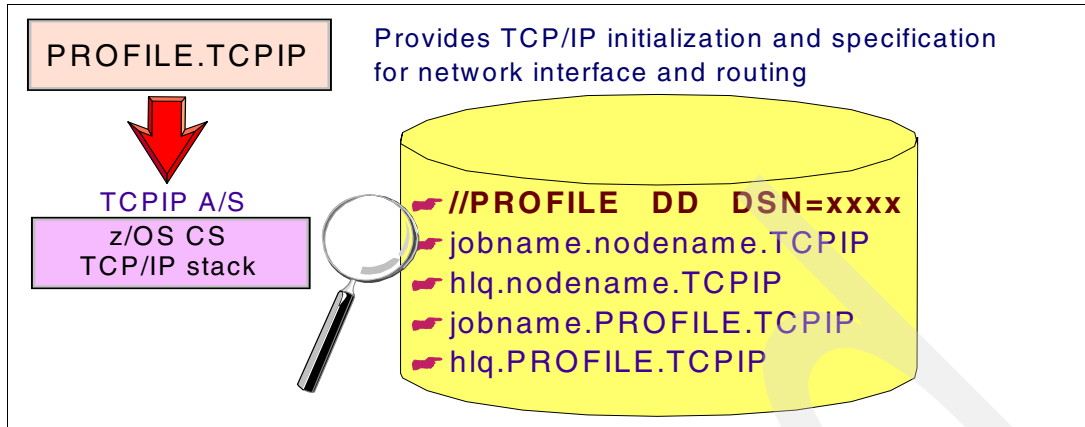 PROFILE.TCPIP
Provides TCP/IP initialization and specification
for network interface and routing
TCPIP A/S
z/OS CS
TCP/IP stack
//PROFILE DD DSN=xxxx
jobname.nodename.TCPIP
hlq.nodename.TCPIP
jobname.PROFILE.TCPIP
hlq.PROFILE.TCPIP